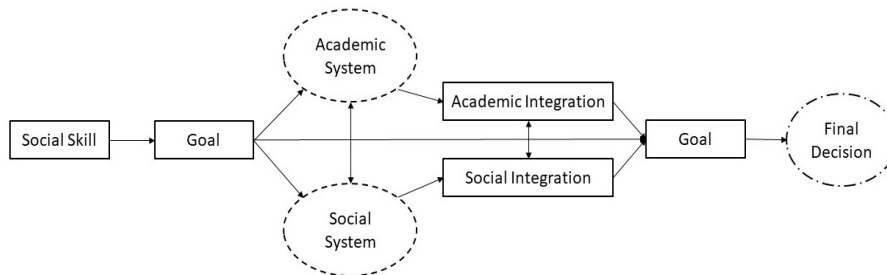 Academic
System
Social Skill
Goal
Academic Integration
Social Integration
Goal
Final
Decision
Social
System